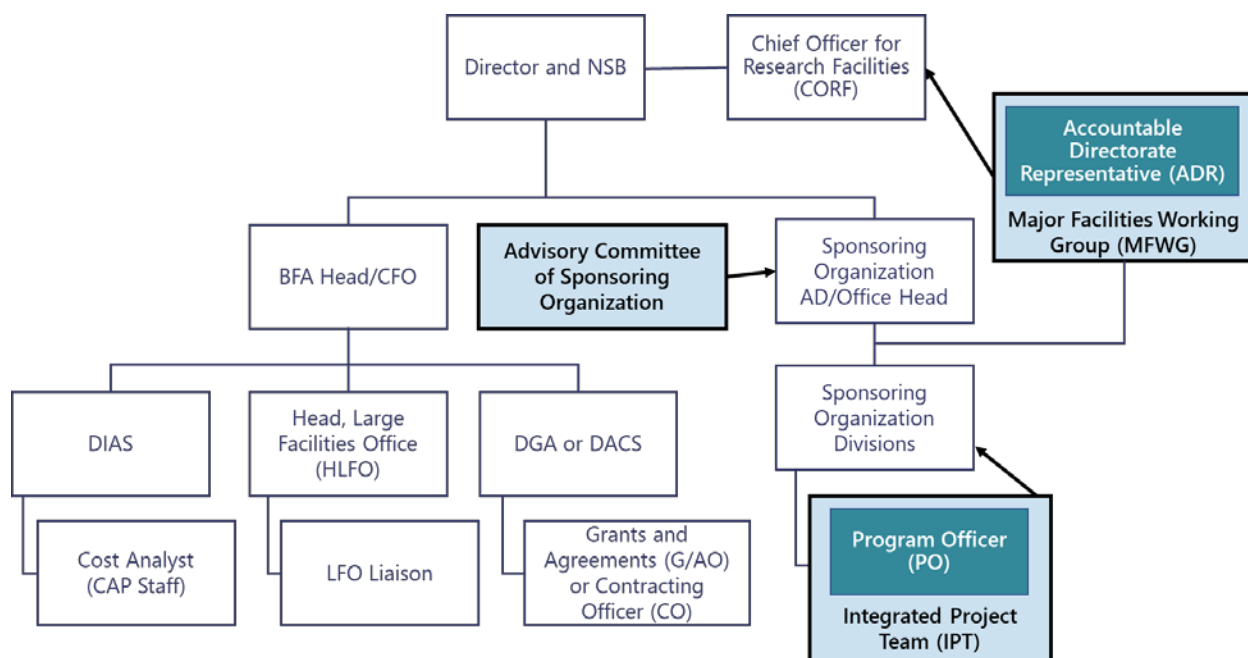 Director and NSB
Chief Officer for
Research Facilities
(CORF)
Accountable
Directorate
Representative (ADR)
Major Facilities Working
Group (MFWG)
BFA Head/CFO
Advisory Committee
of Sponsoring
Organization
Sponsoring
Organization
AD/Office Head
DIAS
Head, Large
Facilities Office
(HLFO)
DGA or DACS
Sponsoring
Organization
Divisions
Cost Analyst
(CAP Staff)
LFO Liaison
Grants and
Agreements (G/AO)
or Contracting
Officer (CO)
Program Officer
(PO)
Integrated Project
Team (IPT)